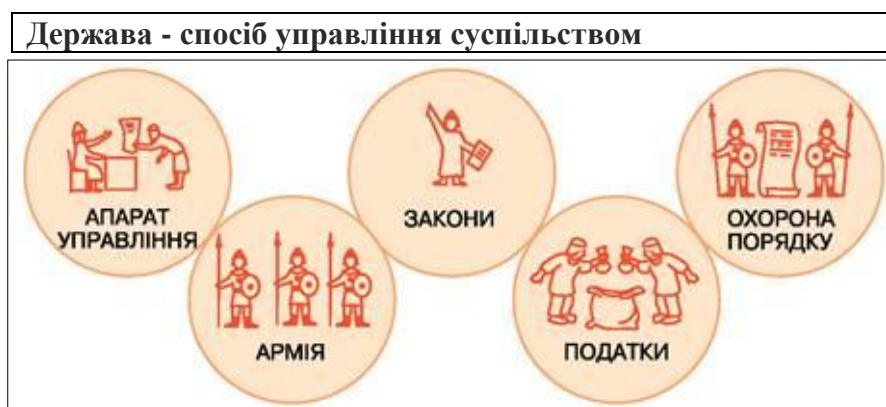 Держава - спосіб управління суспільством
АПАРАТ
УПРАВЛІННЯ
АРМІЯ
ЗАКОНИ
ПОДАТКИ
ОХОРОНА
ПОРЯДКУ